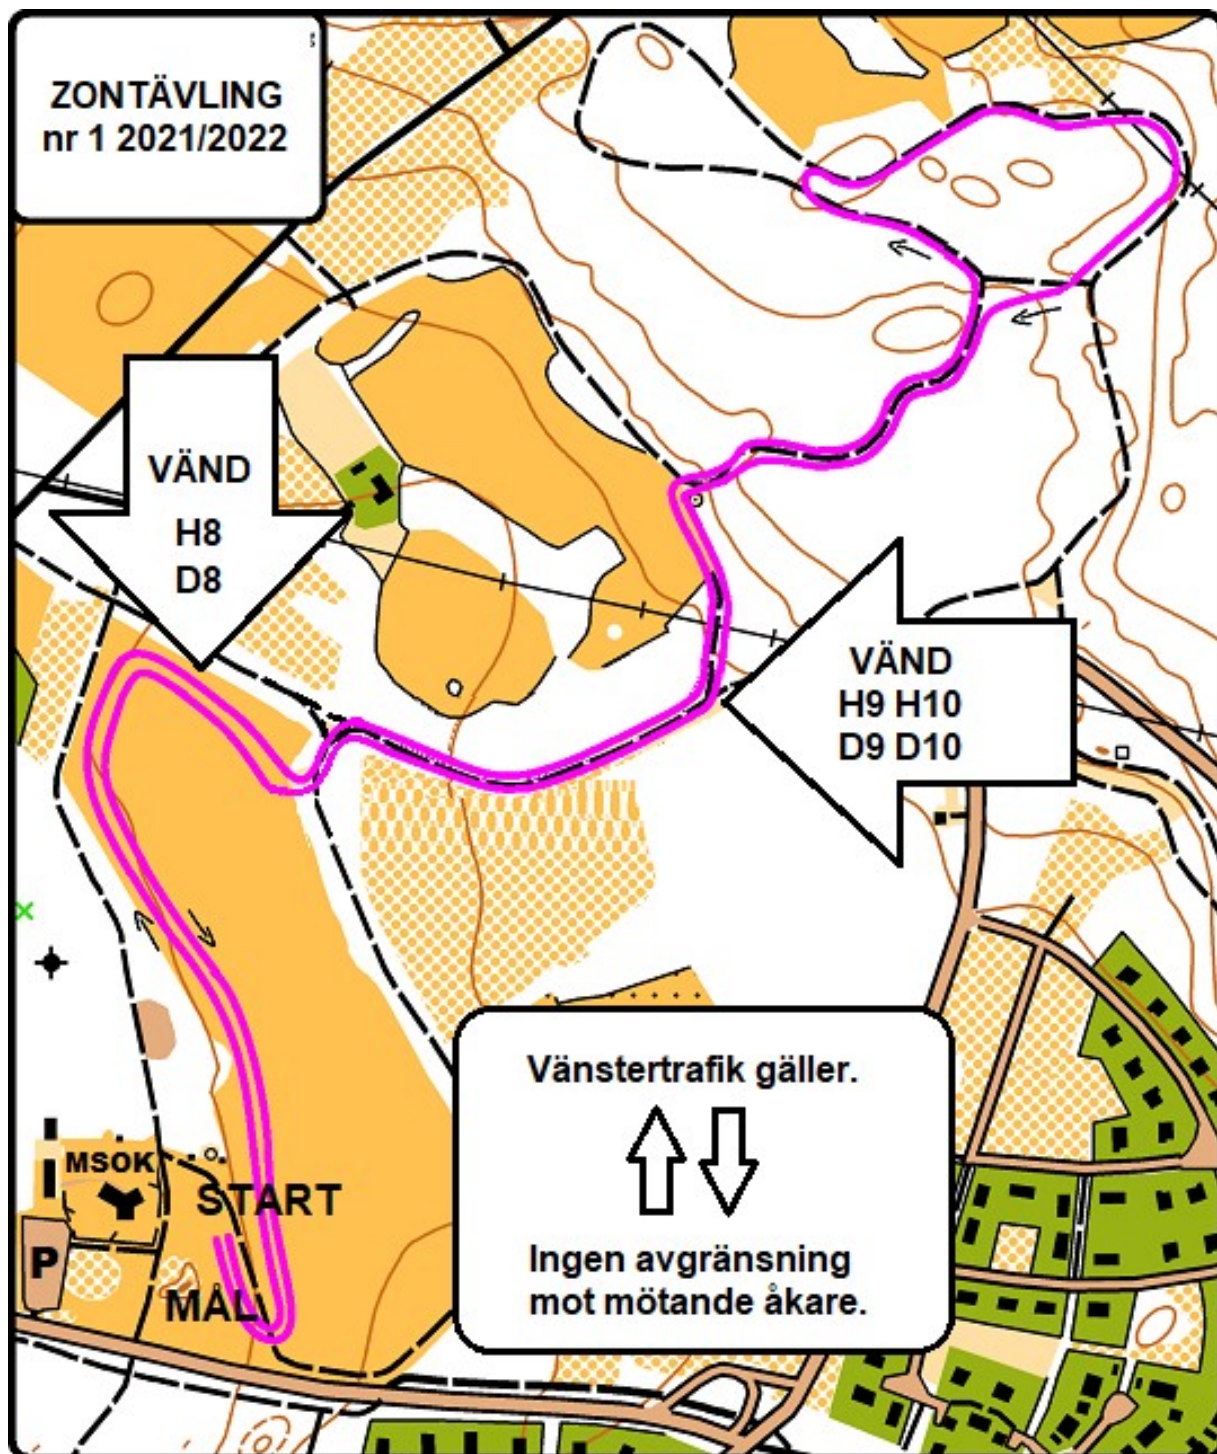 ZONTÄVLING
nr 1 2021/2022
VÄND
H8
D8
VÄND
H9 H10
D9 D10
Vänstertrafik gäller.
Ingen avgränsning
mot mötande åkare.
MSOK
START
P
MÅL